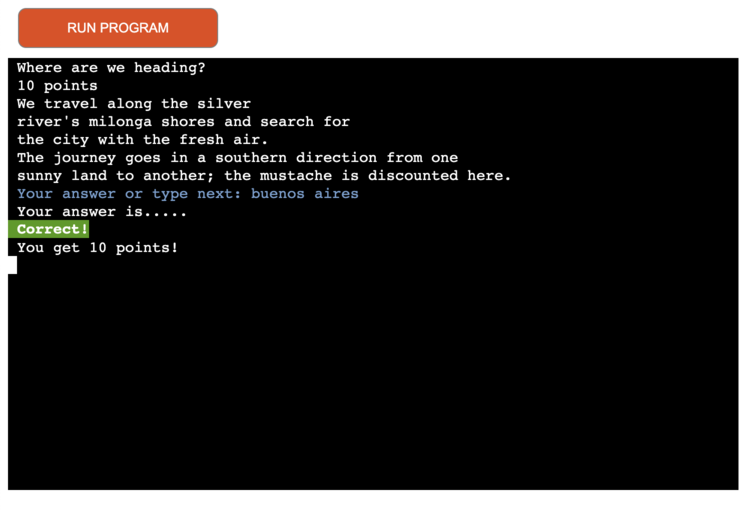 RUN PROGRAM
Where are we heading?
10 points
We travel along the silver
river's milonga shores and search for
the city with the fresh air.
The journey goes in a southern direction from one
sunny land to another; the mustache is discounted here.
Your answer or type next: buenos aires
Your answer is.....
Correct!
You get 10 points!